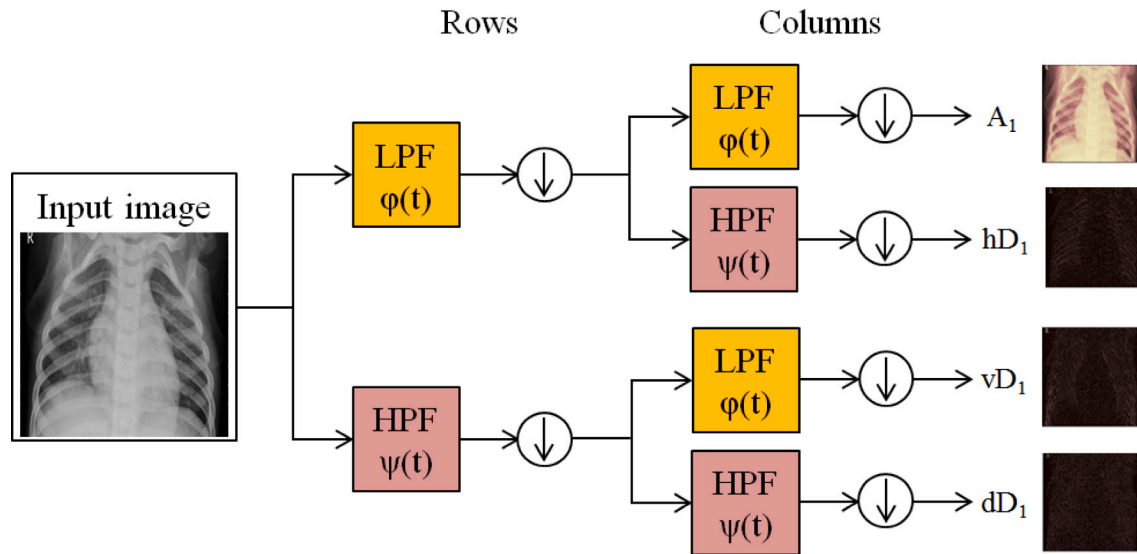 Rows
Columns
Input image
R
LPF
φ(t)
HPF
ψ(t)
LPF
φ(t)
A₁
HPF
ψ(t)
hD₁
LPF
φ(t)
vD₁
HPF
ψ(t)
dD₁